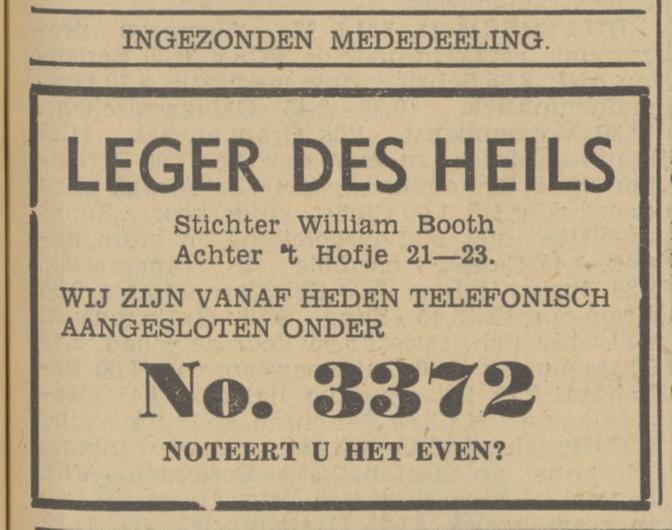 INGEZONDEN MEDEDEELING.
LEGER DES HEILS
Stichter William Booth
Achter 't Hofje 21—23.
WIJ ZIJN VANAF HEDEN TELEFONISCH
AANGESLOTEN ONDER
No. 3372
NOTEERT U HET EVEN?